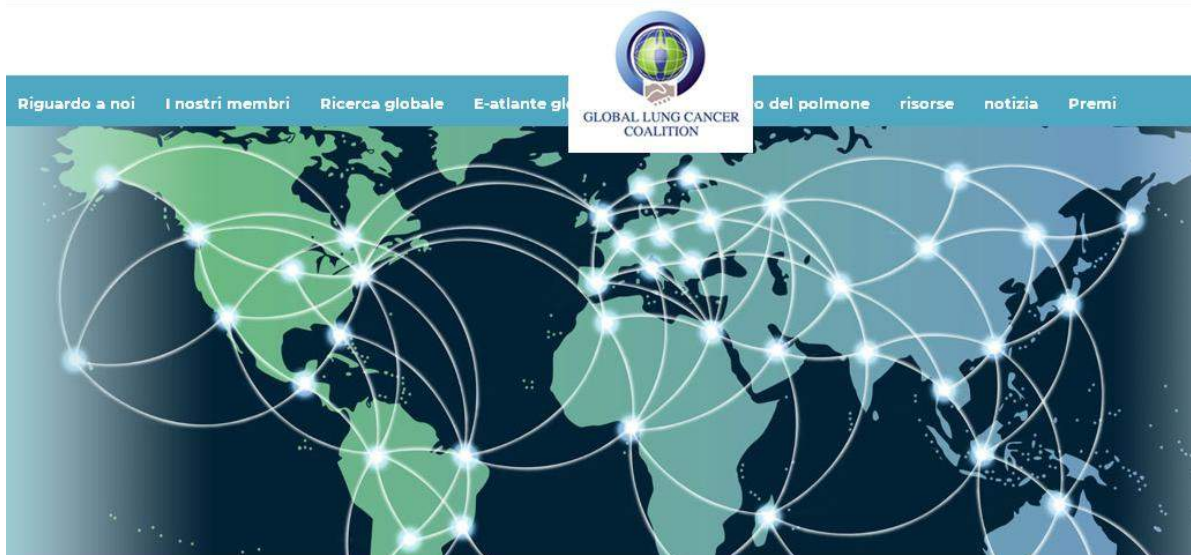 Riguardo a noi I nostri membri Ricerca globale E-atlante del polmone risorse notizia Premi
GLOBAL LUNG CANCER
COALITION